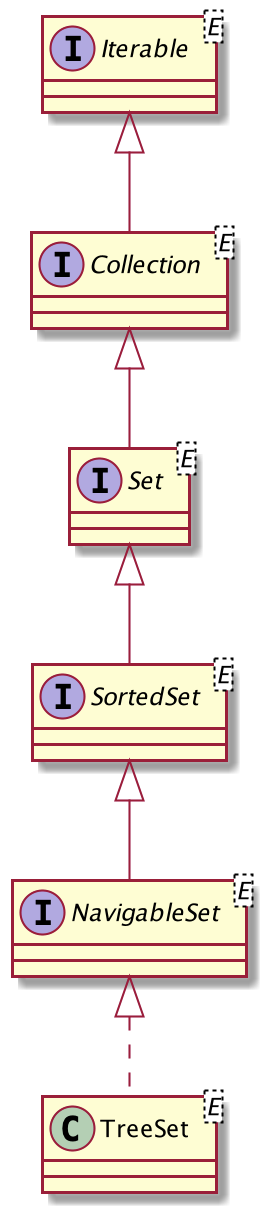 E
I Iterable
E
I Collection
E
I Set
E
I SortedSet
E
I NavigableSet
E
C TreeSet